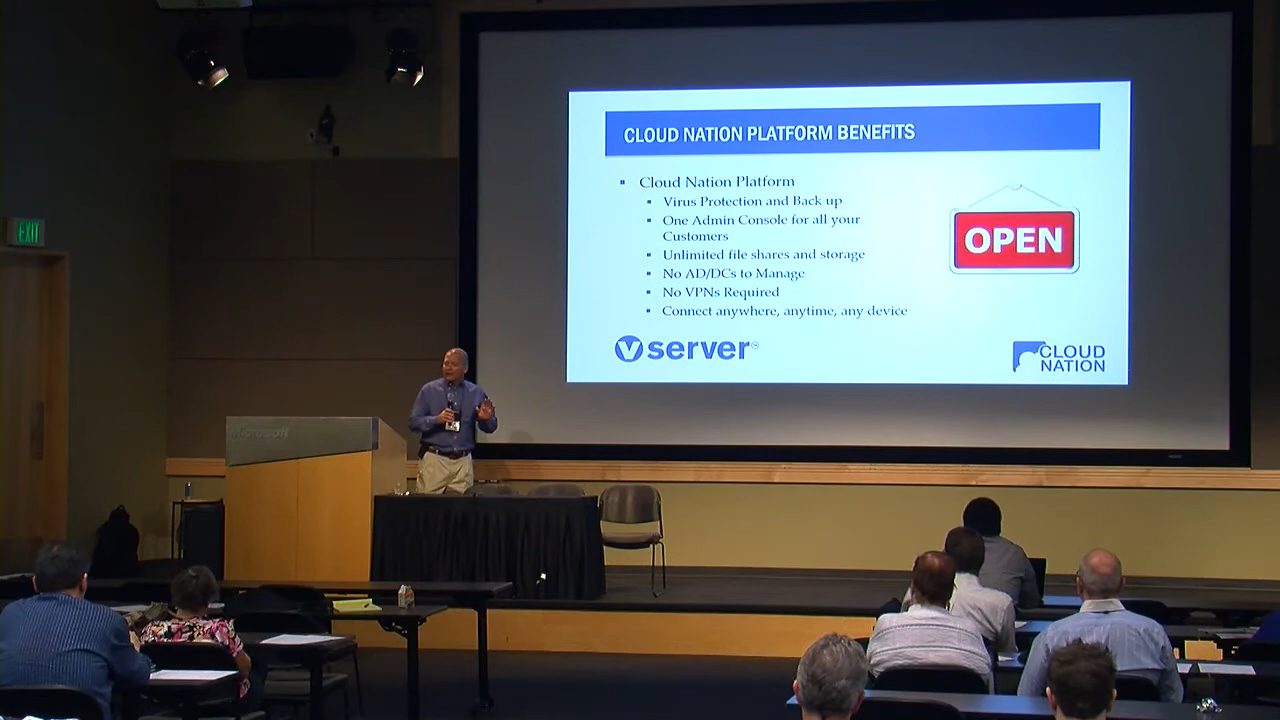 CLOUD NATION PLATFORM BENEFITS
Cloud Nation Platform
Virus Protection and Back up
One Admin Console for all your
Customers
Unlimited file shares and storage
No AD/DCs to Manage
No VPNs Required
Connect anywhere, anytime, any device
OPEN
Vserver
CLOUD
NATION
EXIT
Microsoft